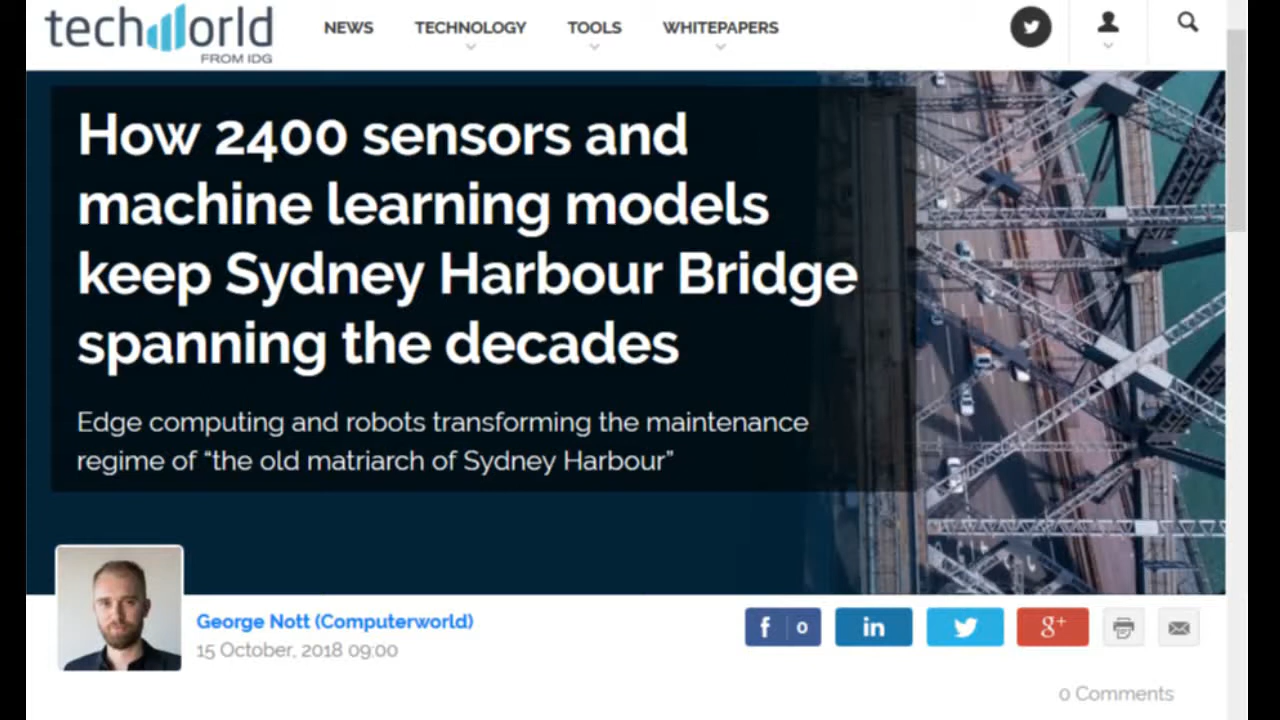 techworld
FROM IDG
NEWS TECHNOLOGY TOOLS WHITEPAPERS
How 2400 sensors and
machine learning models
keep Sydney Harbour Bridge
spanning the decades
Edge computing and robots transforming the maintenance
regime of “the old matriarch of Sydney Harbour”
George Nott (Computerworld)
15 October, 2018 09:00
f 0 in g+
0 Comments